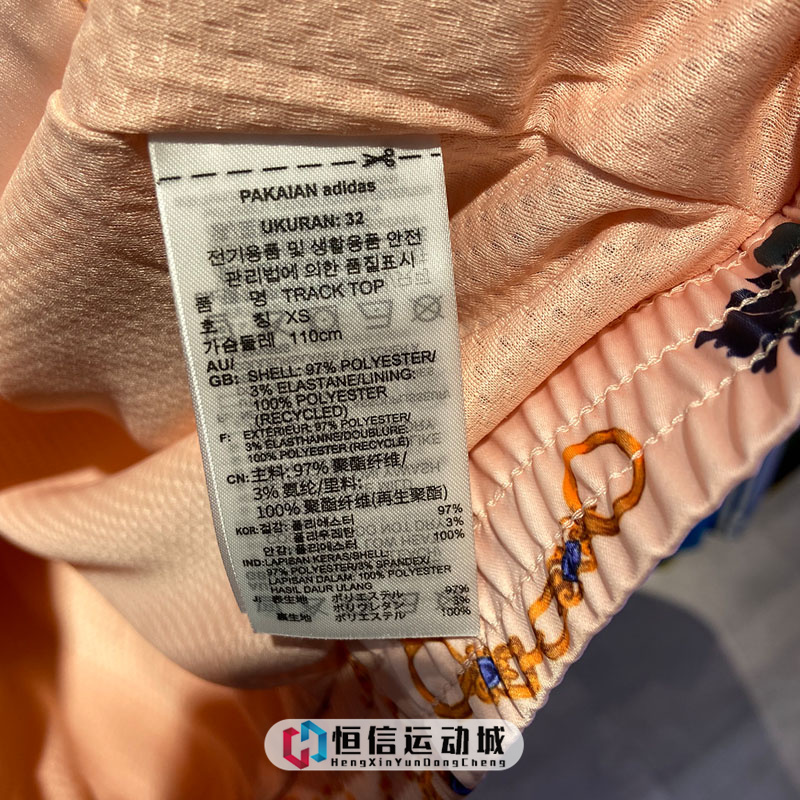 PAKAIAN adidas
UKURAN: 32
전기용품 및 생활용품 안전
관리법에 의한 품질표시
품 명 TRACK TOP
호 칭 XS
가슴둘레 110cm
AU/
GB: SHELL: 97% POLYESTER/
3% ELASTANE/LINING:
100% POLYESTER
(RECYCLED)
F: EXTERIEUR: 97% POLYESTER/
3% ELASTHANNE/DOUBLURE:
100% POLYESTER (RECYCLÉ)
CN: 主料: 97% 聚酯纤维/
3% 氨纶/里料:
100% 聚酯纤维(再生聚酯)
KOR: 겉감: 폴리에스터 97%
폴리우레탄 3%
안감: 폴리에스터 100%
IND: LAPISAN KERAS/SHELL:
97% POLYESTER/3% SPANDEX/
LAPISAN DALAM: 100% POLYESTER
HASIL DAUR ULANG
J: 表生地 ポリエステル 97%
ポリウレタン 3%
裏生地 ポリエステル 100%
恒信运动城
HengXinYunDongCheng